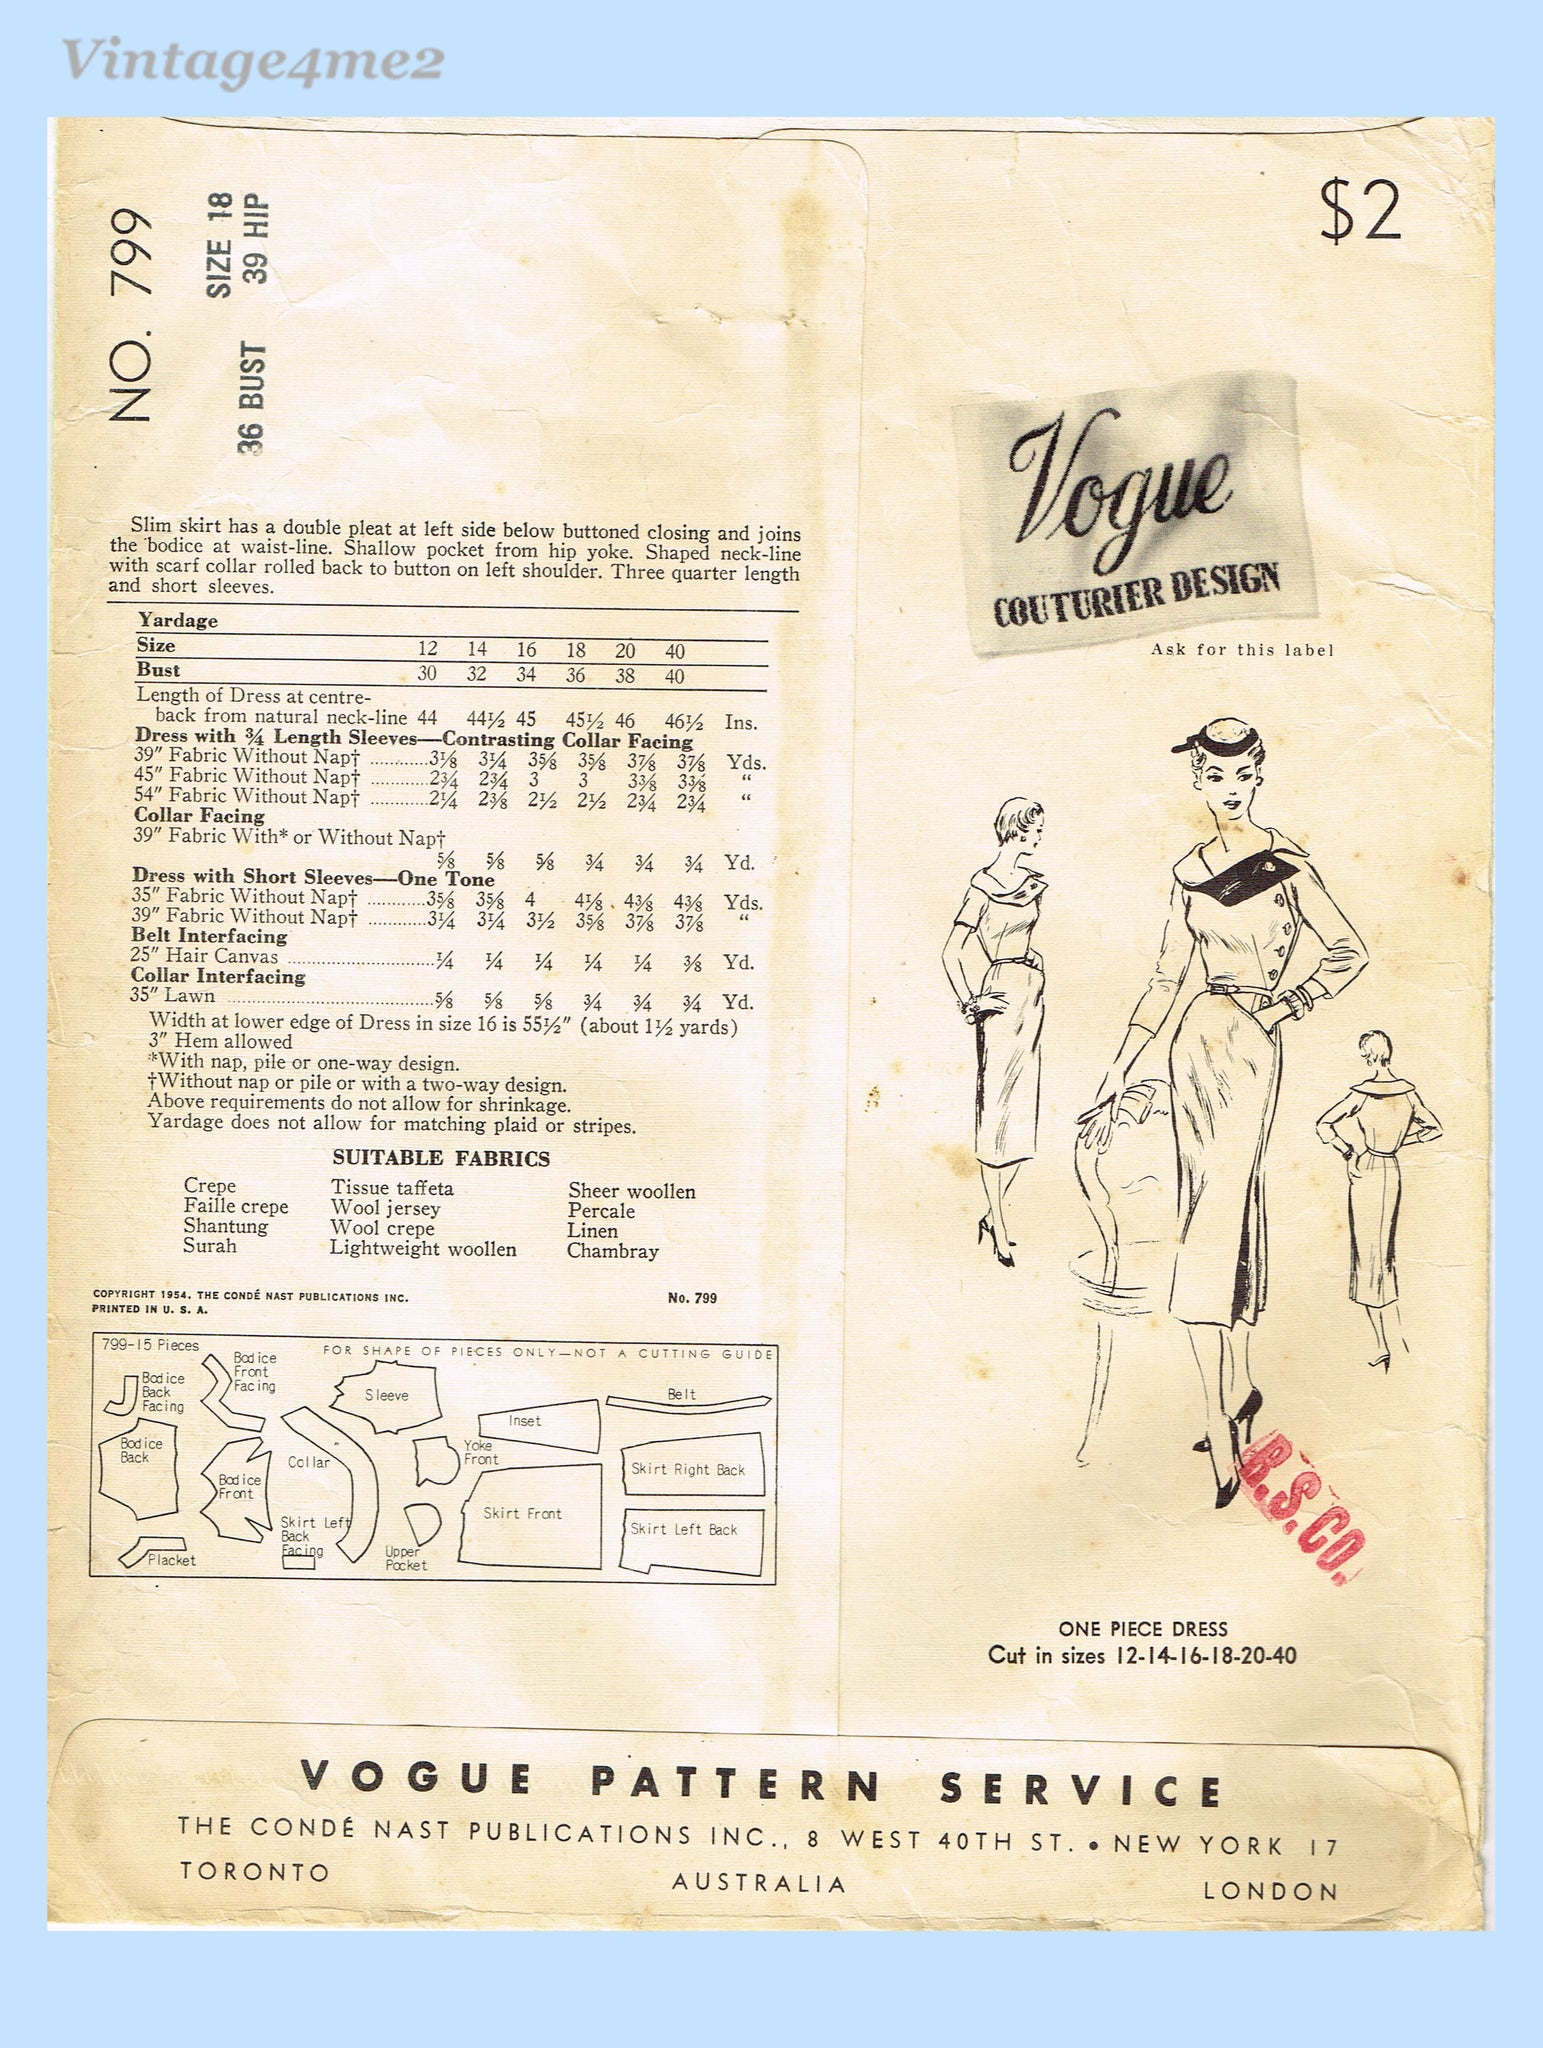 Vintage4me2
NO. 799
SIZE 18
36 BUST 39 HIP
$2
Vogue
COUTURIER DESIGN
Ask for this label
Slim skirt has a double pleat at left side below buttoned closing and joins
the bodice at waist-line. Shallow pocket from hip yoke. Shaped neck-line
with scarf collar rolled back to button on left shoulder. Three quarter length
and short sleeves.
Yardage
Size 12 14 16 18 20 40
Bust 30 32 34 36 38 40
Length of Dress at centre-
back from natural neck-line 44 44½ 45 45½ 46 46½ Ins.
Dress with ¾ Length Sleeves—Contrasting Collar Facing
39″ Fabric Without Nap† ............3⅛ 3¼ 3⅝ 3⅝ 3⅞ 3⅞ Yds.
45″ Fabric Without Nap† ............2¾ 2¾ 3 3 3⅜ 3⅜ “
54″ Fabric Without Nap† ............2¼ 2⅜ 2½ 2½ 2¾ 2¾ “
Collar Facing
39″ Fabric With* or Without Nap†
⅝ ⅝ ⅝ ¾ ¾ ¾ Yd.
Dress with Short Sleeves—One Tone
35″ Fabric Without Nap† ............3⅝ 3⅝ 4 4⅛ 4⅜ 4⅜ Yds.
39″ Fabric Without Nap† ............3¼ 3¼ 3½ 3⅝ 3⅞ 3⅞ “
Belt Interfacing
25″ Hair Canvas ..............................¼ ¼ ¼ ¼ ¼ ⅜ Yd.
Collar Interfacing
35″ Lawn ..........................................⅝ ⅝ ⅝ ¾ ¾ ¾ Yd.
Width at lower edge of Dress in size 16 is 55½″ (about 1½ yards)
3″ Hem allowed
*With nap, pile or one-way design.
†Without nap or pile or with a two-way design.
Above requirements do not allow for shrinkage.
Yardage does not allow for matching plaid or stripes.
SUITABLE FABRICS
Crepe Tissue taffeta Sheer woollen
Faille crepe Wool jersey Percale
Shantung Wool crepe Linen
Surah Lightweight woollen Chambray
COPYRIGHT 1954, THE CONDÉ NAST PUBLICATIONS INC. No. 799
PRINTED IN U. S. A.
799-15 Pieces
FOR SHAPE OF PIECES ONLY—NOT A CUTTING GUIDE
Bodice
Back
Facing
Bodice
Front
Facing
Sleeve
Belt
Inset
Bodice
Back
Bodice
Front
Collar
Yoke
Front
Skirt Right Back
Skirt Front
Skirt Left
Back
Facing
Skirt Left Back
Placket
Upper
Pocket
R.S.CO.
ONE PIECE DRESS
Cut in sizes 12-14-16-18-20-40
VOGUE PATTERN SERVICE
THE CONDÉ NAST PUBLICATIONS INC., 8 WEST 40TH ST. • NEW YORK 17
TORONTO AUSTRALIA LONDON